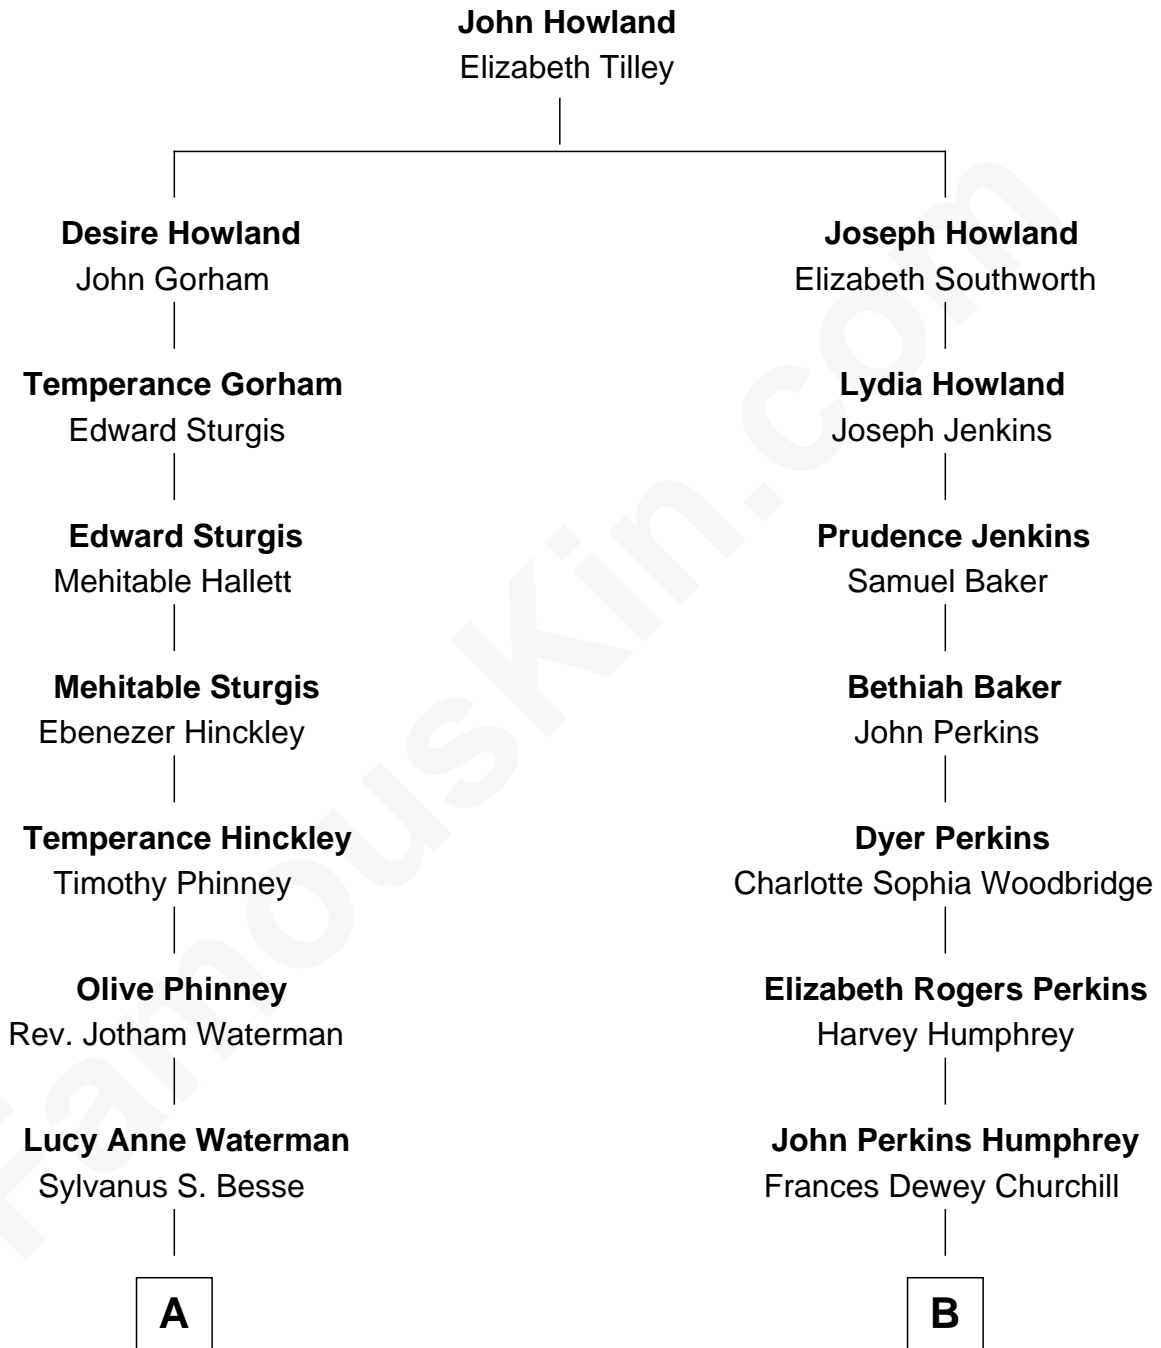 John Howland
Elizabeth Tilley
Desire Howland
John Gorham
Joseph Howland
Elizabeth Southworth
Temperance Gorham
Edward Sturgis
Lydia Howland
Joseph Jenkins
Edward Sturgis
Mehitable Hallett
Prudence Jenkins
Samuel Baker
Mehitable Sturgis
Ebenezer Hinckley
Bethiah Baker
John Perkins
Temperance Hinckley
Timothy Phinney
Dyer Perkins
Charlotte Sophia Woodbridge
Olive Phinney
Rev. Jotham Waterman
Elizabeth Rogers Perkins
Harvey Humphrey
Lucy Anne Waterman
Sylvanus S. Besse
John Perkins Humphrey
Frances Dewey Churchill
A
B
FamousKin.com